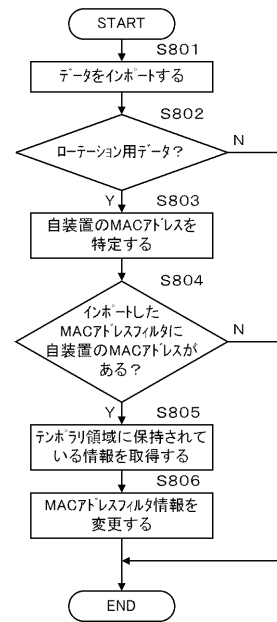 START
S801
データをインポートする
S802
ローテーション用データ？
N
Y
S803
自装置のMACアドレスを
特定する
S804
インポートした
MACアドレスフィルタに
自装置のMACアドレスが
ある？
N
Y
S805
テンポラリ領域に保持されて
いる情報を取得する
S806
MACアドレスフィルタ情報を
変更する
END